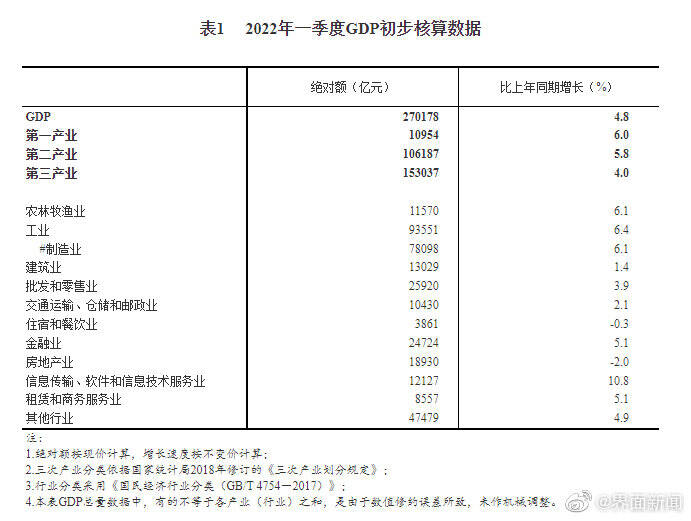 表1 2022年一季度GDP初步核算数据
绝对额（亿元） 比上年同期增长（%）
GDP 270178 4.8
第一产业 10954 6.0
第二产业 106187 5.8
第三产业 153037 4.0
农林牧渔业 11570 6.1
工业 93551 6.4
#制造业 78098 6.1
建筑业 13029 1.4
批发和零售业 25920 3.9
交通运输、仓储和邮政业 10430 2.1
住宿和餐饮业 3861 -0.3
金融业 24724 5.1
房地产业 18930 -2.0
信息传输、软件和信息技术服务业 12127 10.8
租赁和商务服务业 8557 5.1
其他行业 47479 4.9
注：
1.绝对额按现价计算，增长速度按不变价计算；
2.三次产业分类依据国家统计局2018年修订的《三次产业划分规定》；
3.行业分类采用《国民经济行业分类（GB/T 4754－2017）》；
4.本表GDP总量数据中，有的不等于各产业（行业）之和，是由于数值修约误差所致，未作机械调整。
@界面新闻